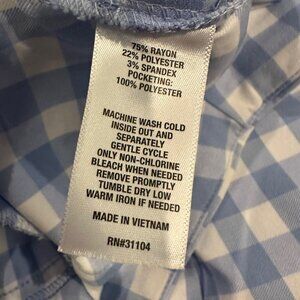 75% RAYON
22% POLYESTER
3% SPANDEX
POCKETING:
100% POLYESTER
MACHINE WASH COLD
INSIDE OUT AND
SEPARATELY
GENTLE CYCLE
ONLY NON-CHLORINE
BLEACH WHEN NEEDED
REMOVE PROMPTLY
TUMBLE DRY LOW
WARM IRON IF NEEDED
MADE IN VIETNAM
RN#31104